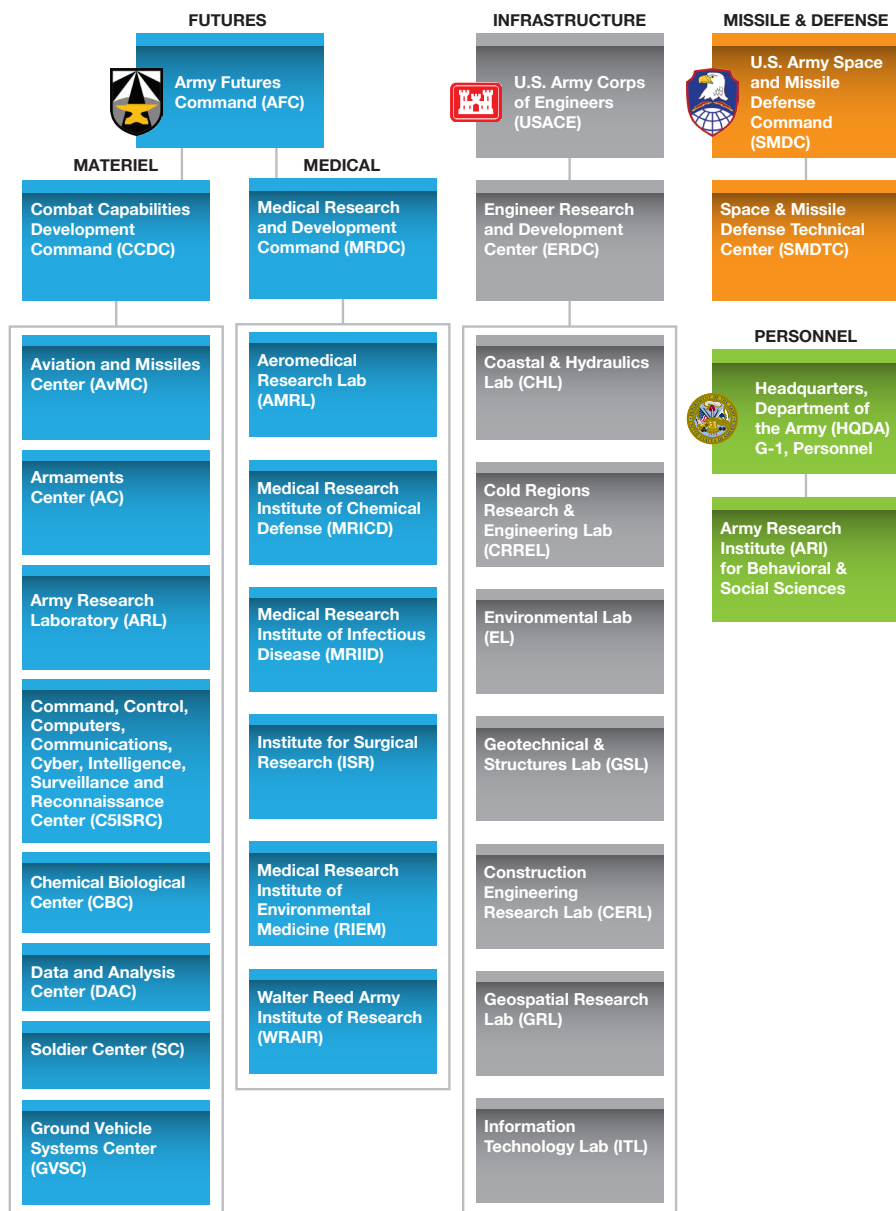 FUTURES
Army Futures
Command (AFC)
MATERIEL
Combat Capabilities
Development
Command (CCDC)
Aviation and Missiles
Center (AvMC)
Armaments
Center (AC)
Army Research
Laboratory (ARL)
Command, Control,
Computers,
Communications,
Cyber, Intelligence,
Surveillance and
Reconnaissance
Center (C5ISRC)
Chemical Biological
Center (CBC)
Data and Analysis
Center (DAC)
Soldier Center (SC)
Ground Vehicle
Systems Center
(GVSC)
MEDICAL
Medical Research
and Development
Command (MRDC)
Aeromedical
Research Lab
(AMRL)
Medical Research
Institute of Chemical
Defense (MRICD)
Medical Research
Institute of Infectious
Disease (MRIID)
Institute for Surgical
Research (ISR)
Medical Research
Institute of
Environmental
Medicine (RIEM)
Walter Reed Army
Institute of Research
(WRAIR)
INFRASTRUCTURE
U.S. Army Corps
of Engineers
(USACE)
Engineer Research
and Development
Center (ERDC)
Coastal & Hydraulics
Lab (CHL)
Cold Regions
Research &
Engineering Lab
(CRREL)
Environmental Lab
(EL)
Geotechnical &
Structures Lab (GSL)
Construction
Engineering
Research Lab (CERL)
Geospatial Research
Lab (GRL)
Information
Technology Lab (ITL)
MISSILE & DEFENSE
U.S. Army Space
and Missile
Defense
Command
(SMDC)
Space & Missile
Defense Technical
Center (SMDTC)
PERSONNEL
Headquarters,
Department of
the Army (HQDA)
G-1, Personnel
Army Research
Institute (ARI)
for Behavioral &
Social Sciences